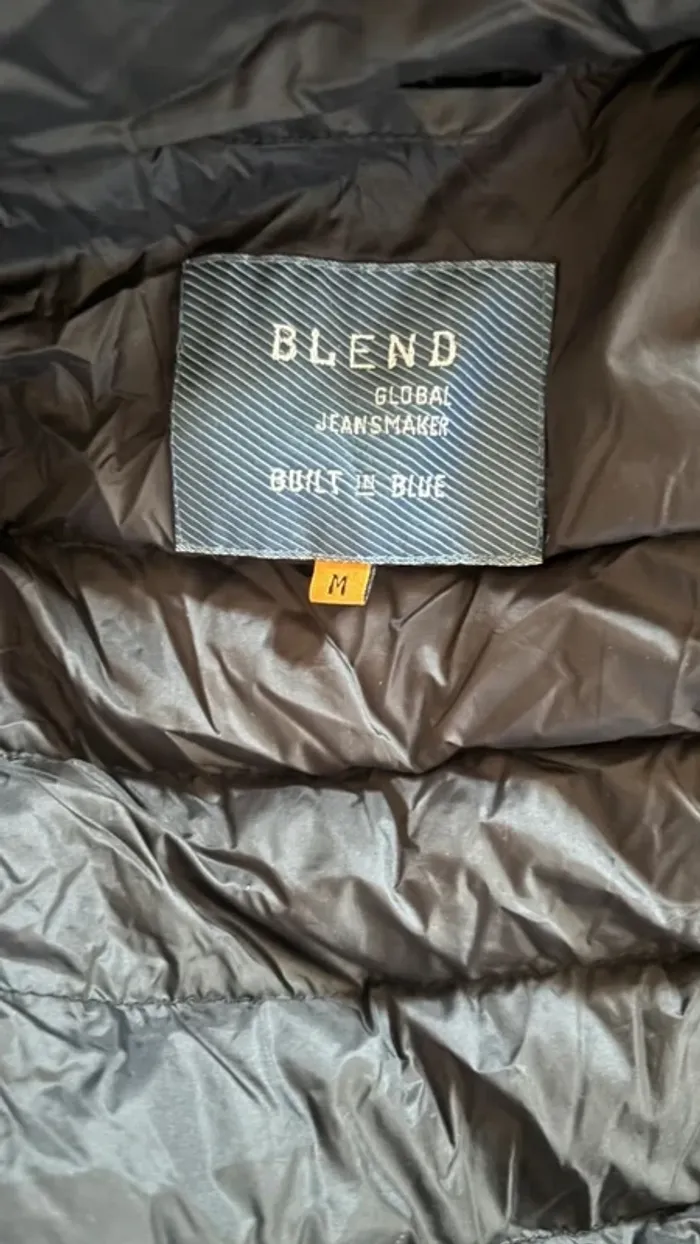 BLEND
GLOBAL
JEANSMAKER
BUILT IN BLUE
M